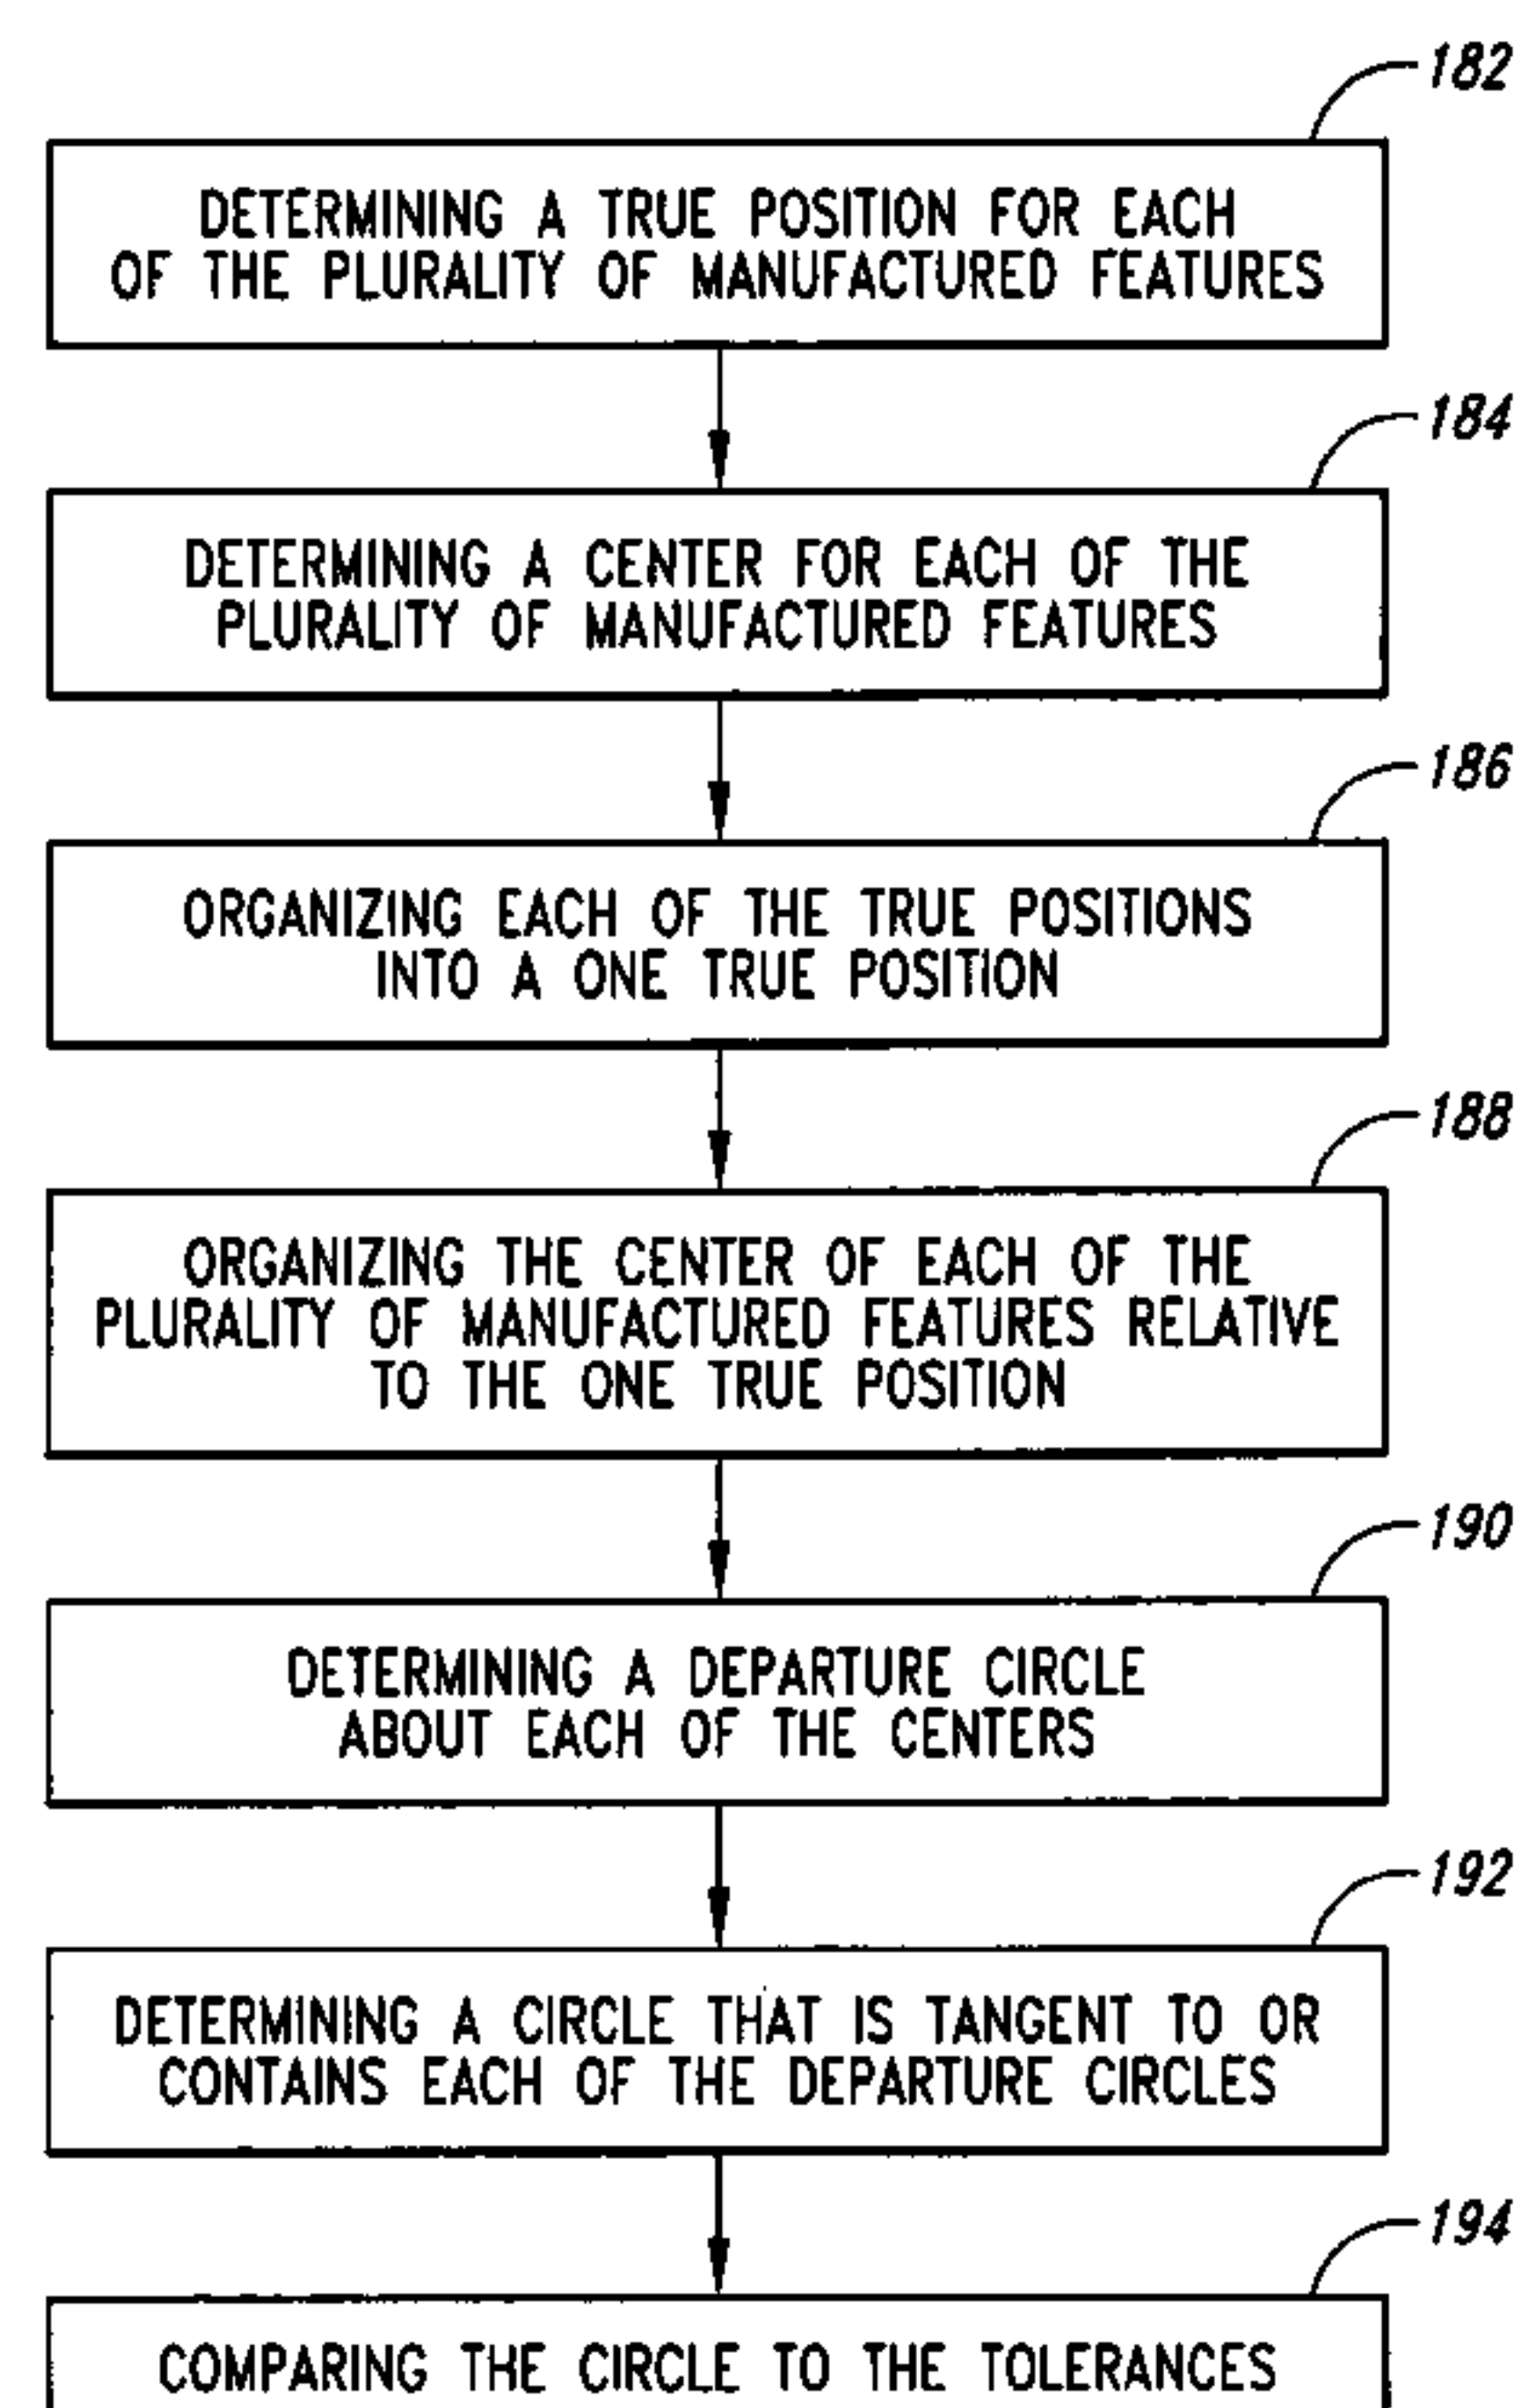 182
DETERMINING A TRUE POSITION FOR EACH
OF THE PLURALITY OF MANUFACTURED FEATURES
184
DETERMINING A CENTER FOR EACH OF THE
PLURALITY OF MANUFACTURED FEATURES
186
ORGANIZING EACH OF THE TRUE POSITIONS
INTO A ONE TRUE POSITION
188
ORGANIZING THE CENTER OF EACH OF THE
PLURALITY OF MANUFACTURED FEATURES RELATIVE
TO THE ONE TRUE POSITION
190
DETERMINING A DEPARTURE CIRCLE
ABOUT EACH OF THE CENTERS
192
DETERMINING A CIRCLE THAT IS TANGENT TO OR
CONTAINS EACH OF THE DEPARTURE CIRCLES
194
COMPARING THE CIRCLE TO THE TOLERANCES